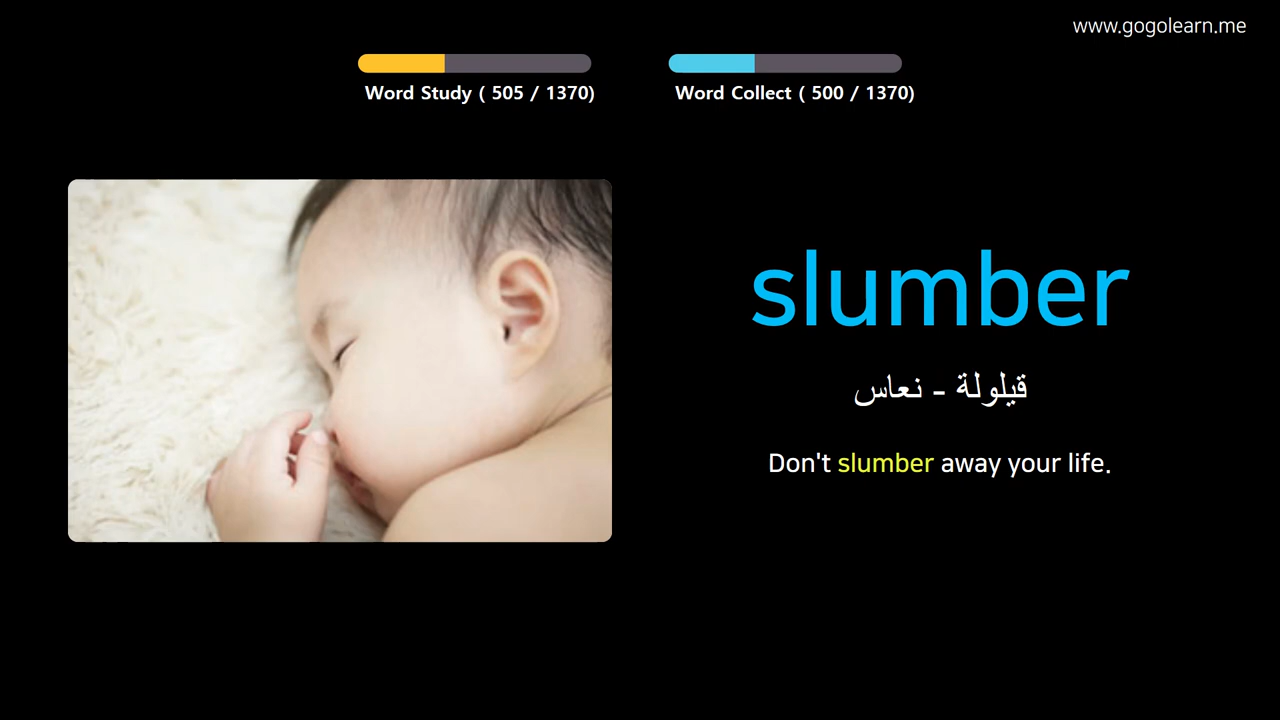 www.gogolearn.me
Word Study ( 505 / 1370)
Word Collect ( 500 / 1370)
slumber
قيلولة - نعاس
Don't slumber away your life.